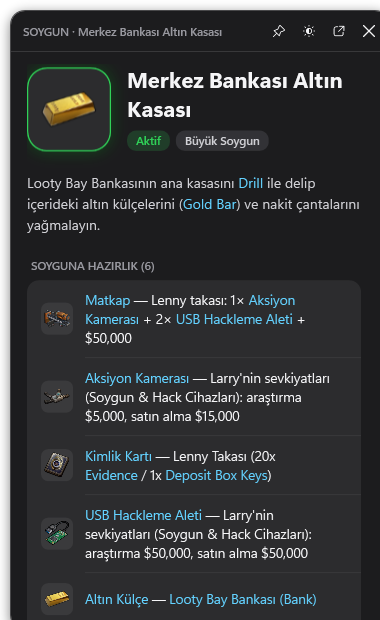 SOYGUN · Merkez Bankası Altın Kasası
Merkez Bankası Altın
Kasası
Aktif
Büyük Soygun
Looty Bay Bankasının ana kasasını Drill ile delip
içerideki altın külçelerini (Gold Bar) ve nakit çantalarını
yağmalayın.
SOYGUNA HAZIRLIK (6)
Matkap — Lenny takası: 1× Aksiyon
Kamerası + 2× USB Hackleme Aleti +
$50,000
Aksiyon Kamerası — Larry'nin sevkiyatları
(Soygun & Hack Cihazları): araştırma
$5,000, satın alma $15,000
Kimlik Kartı — Lenny Takası (20x
Evidence / 1x Deposit Box Keys)
USB Hackleme Aleti — Larry'nin
sevkiyatları (Soygun & Hack Cihazları):
araştırma $50,000, satın alma $50,000
Altın Külçe — Looty Bay Bankası (Bank)